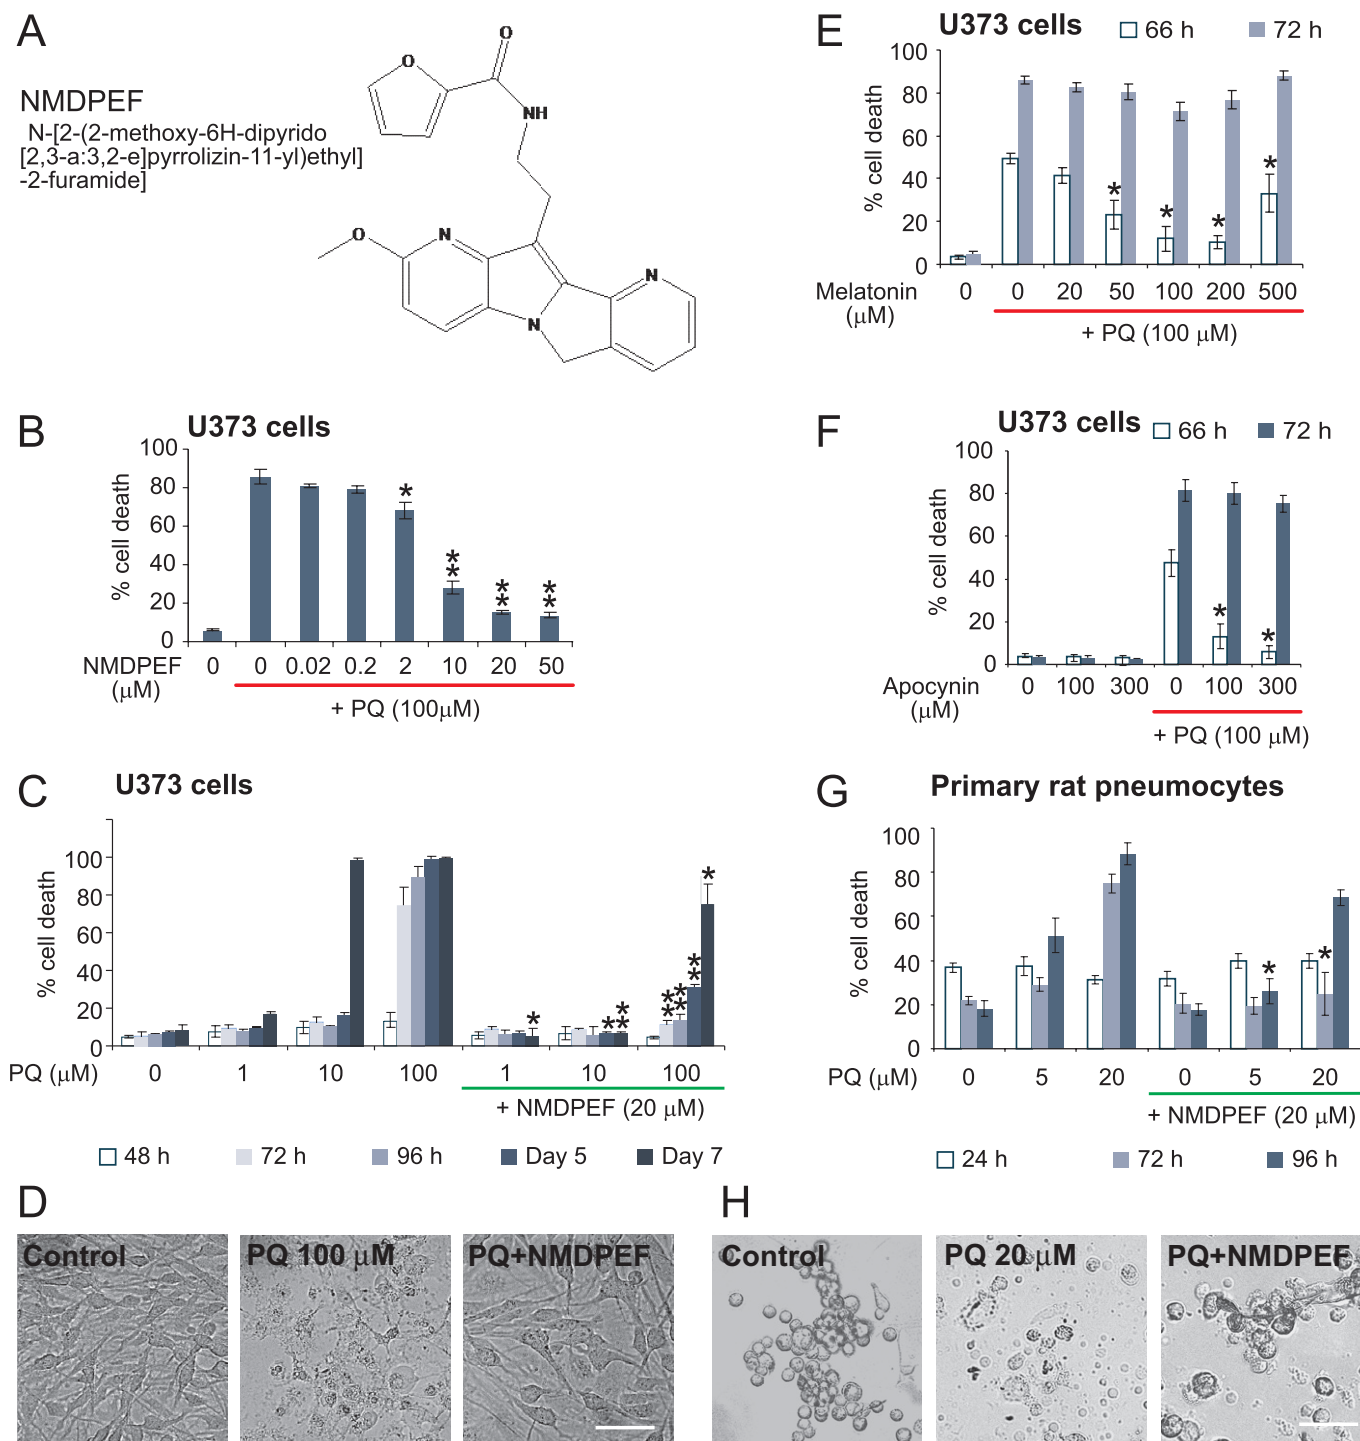 A
NMDPEF
N-[2-(2-methoxy-6H-dipyrido
[2,3-a:3,2-e]pyrrolizin-11-yl)ethyl]
-2-furamide]
O
O
NH
O
N
N
N
B
U373 cells
% cell death
100
80
60
40
20
0
NMDPEF
(μM)
0 0 0.02 0.2 2 10 20 50
* ** ** **
+ PQ (100μM)
C
U373 cells
% cell death
100
80
60
40
20
0
* ** ** ** ** *
PQ (μM) 0 1 10 100 1 10 100
+ NMDPEF (20 μM)
48 h 72 h 96 h Day 5 Day 7
D
Control
PQ 100 μM
PQ+NMDPEF
E
U373 cells
66 h 72 h
% cell death
100
80
60
40
20
0
* * * *
Melatonin
(μM)
0 0 20 50 100 200 500
+ PQ (100 μM)
F
U373 cells
66 h 72 h
% cell death
100
80
60
40
20
0
* *
Apocynin
(μM)
0 100 300 0 100 300
+ PQ (100 μM)
G
Primary rat pneumocytes
% cell death
100
80
60
40
20
0
* *
PQ (μM) 0 5 20 0 5 20
+ NMDPEF (20 μM)
24 h 72 h 96 h
H
Control
PQ 20 μM
PQ+NMDPEF